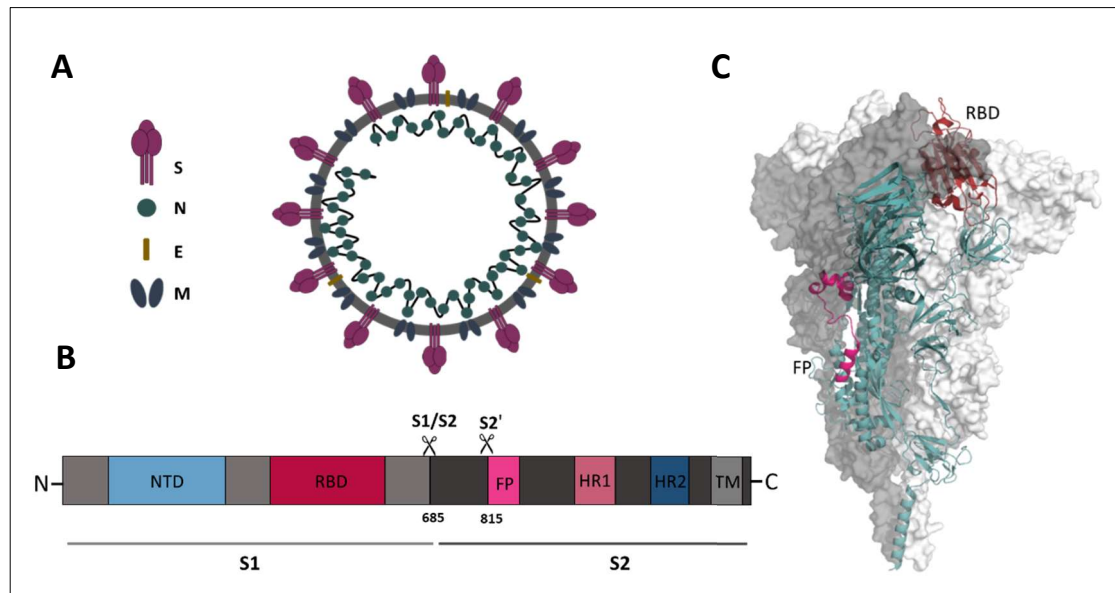 A
S
N
E
M
B
S1/S2
S2'
N
NTD
RBD
FP
HR1
HR2
TM
C
685
815
S1
S2
C
RBD
FP